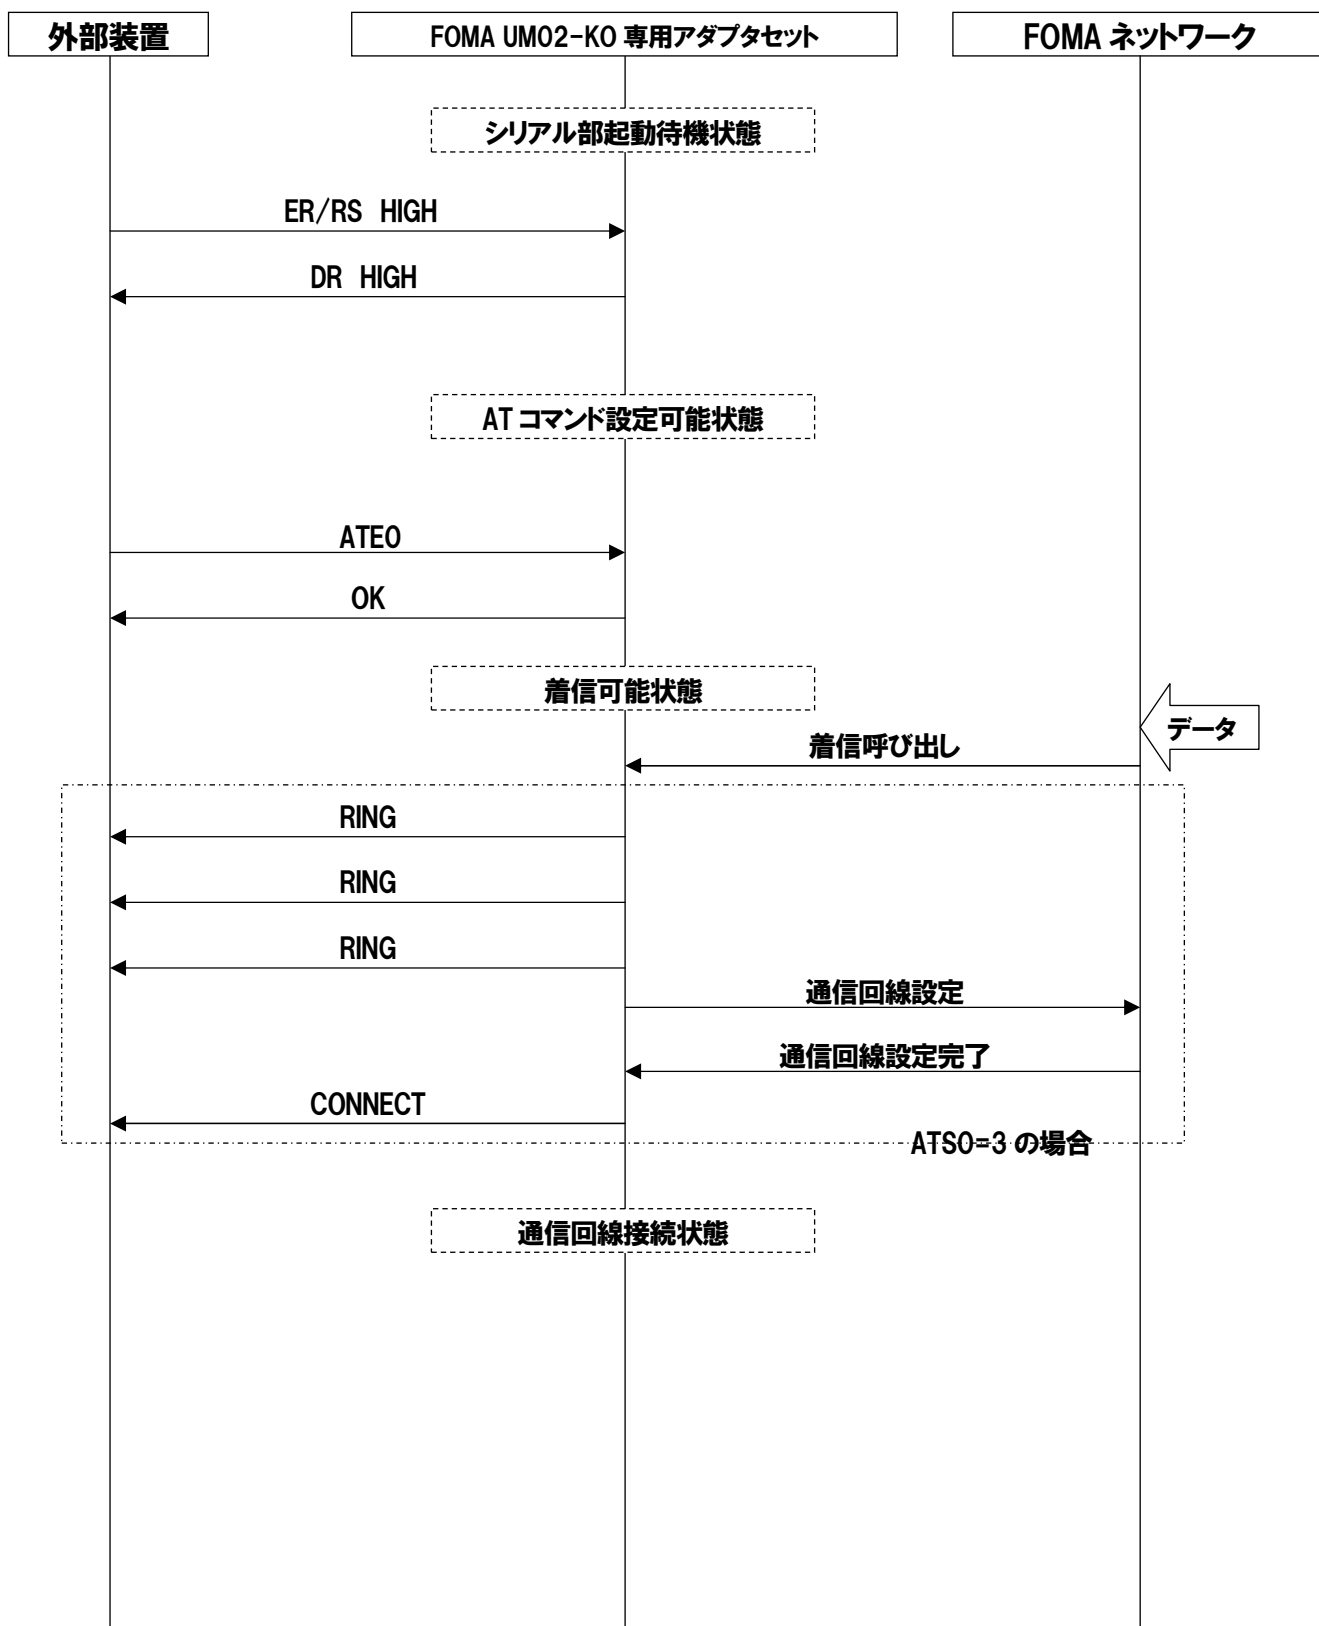 外部装置
FOMA UM02-KO 専用アダプタセット
FOMA ネットワーク
シリアル部起動待機状態
ER/RS HIGH
DR HIGH
AT コマンド設定可能状態
ATE0
OK
着信可能状態
データ
着信呼び出し
RING
RING
RING
通信回線設定
通信回線設定完了
CONNECT
ATS0=3 の場合
通信回線接続状態